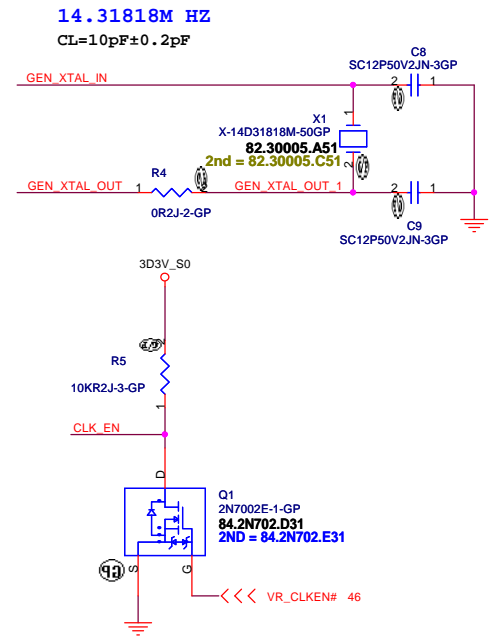 14.31818M HZ
CL=10pF±0.2pF
C8
SC12P50V2JN-3GP
GEN_XTAL_IN
2
1
1
X1
X-14D31818M-50GP
82.30005.A51
2nd = 82.30005.C51
2
R4
GEN_XTAL_OUT
1
2
GEN_XTAL_OUT_1
2
1
0R2J-2-GP
C9
SC12P50V2JN-3GP
3D3V_S0
2
R5
10KR2J-3-GP
1
CLK_EN
D
Q1
2N7002E-1-GP
84.2N702.D31
2ND = 84.2N702.E31
S
G
VR_CLKEN# 46